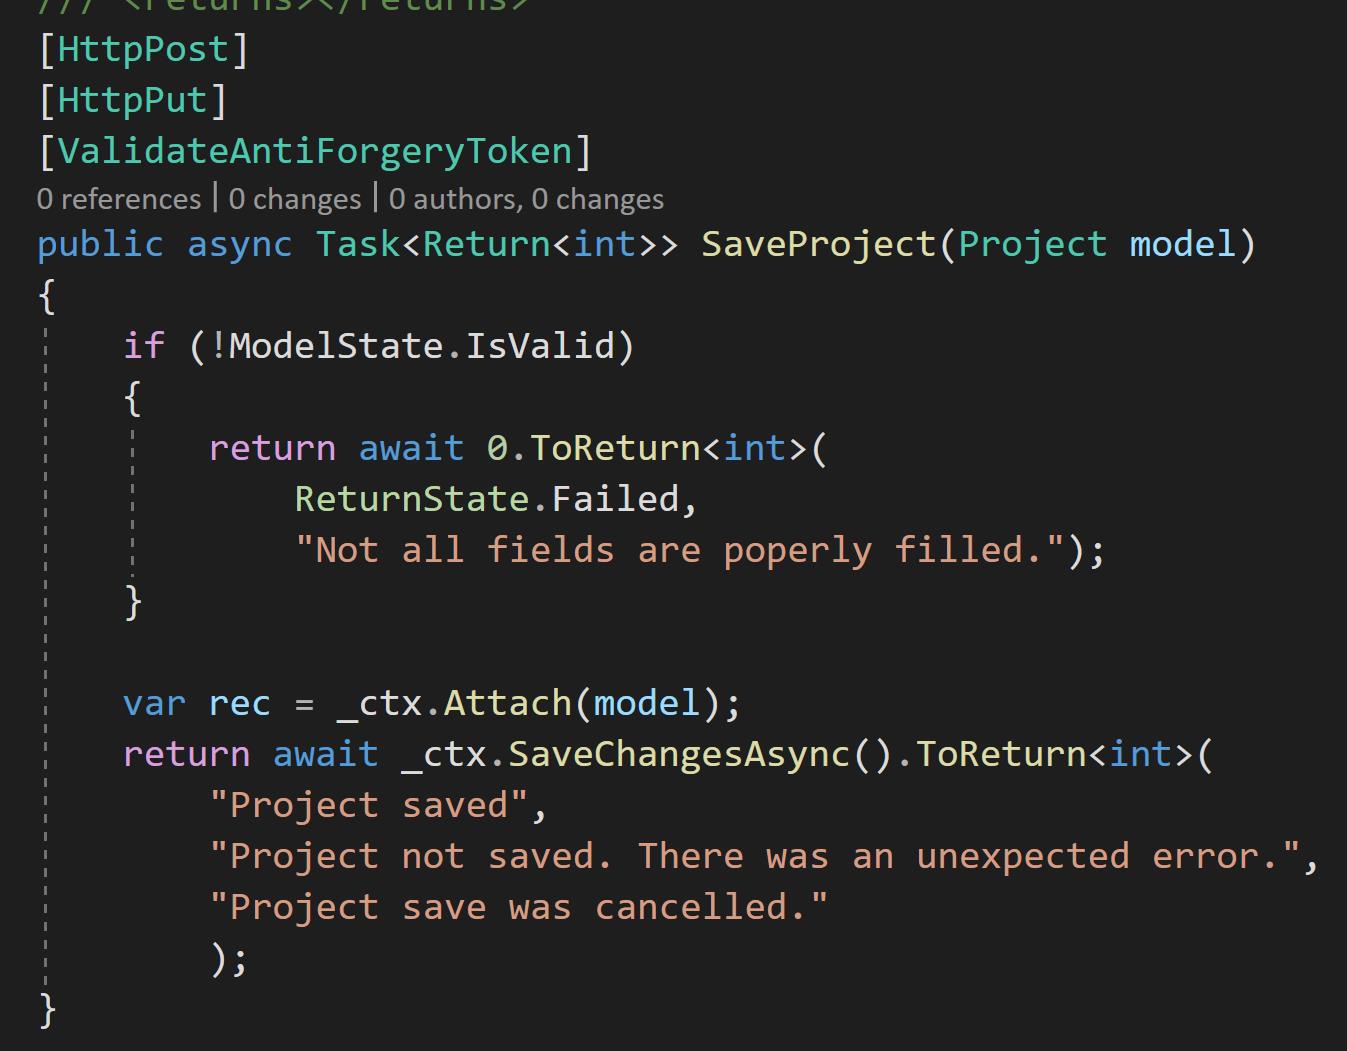 /// <returns></returns>
[HttpPost]
[HttpPut]
[ValidateAntiForgeryToken]
0 references | 0 changes | 0 authors, 0 changes
public async Task<Return<int>> SaveProject(Project model)
{
if (!ModelState.IsValid)
{
return await 0.ToReturn<int>(
ReturnState.Failed,
"Not all fields are poperly filled.");
}
var rec = _ctx.Attach(model);
return await _ctx.SaveChangesAsync().ToReturn<int>(
"Project saved",
"Project not saved. There was an unexpected error.",
"Project save was cancelled."
);
}